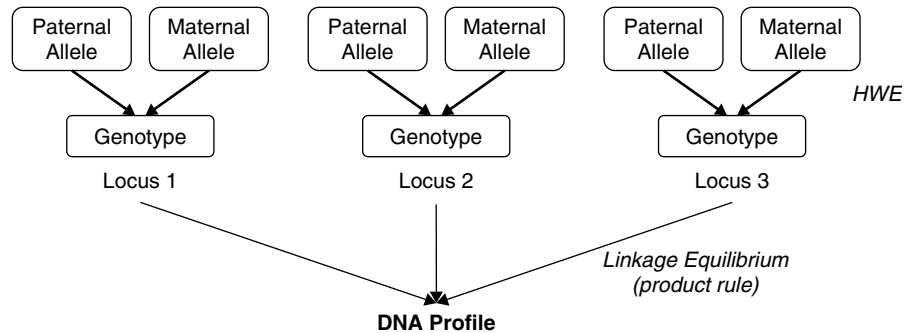 Paternal Allele
Maternal Allele
Paternal Allele
Maternal Allele
Paternal Allele
Maternal Allele
HWE
Genotype
Genotype
Genotype
Locus 1
Locus 2
Locus 3
Linkage Equilibrium
(product rule)
DNA Profile